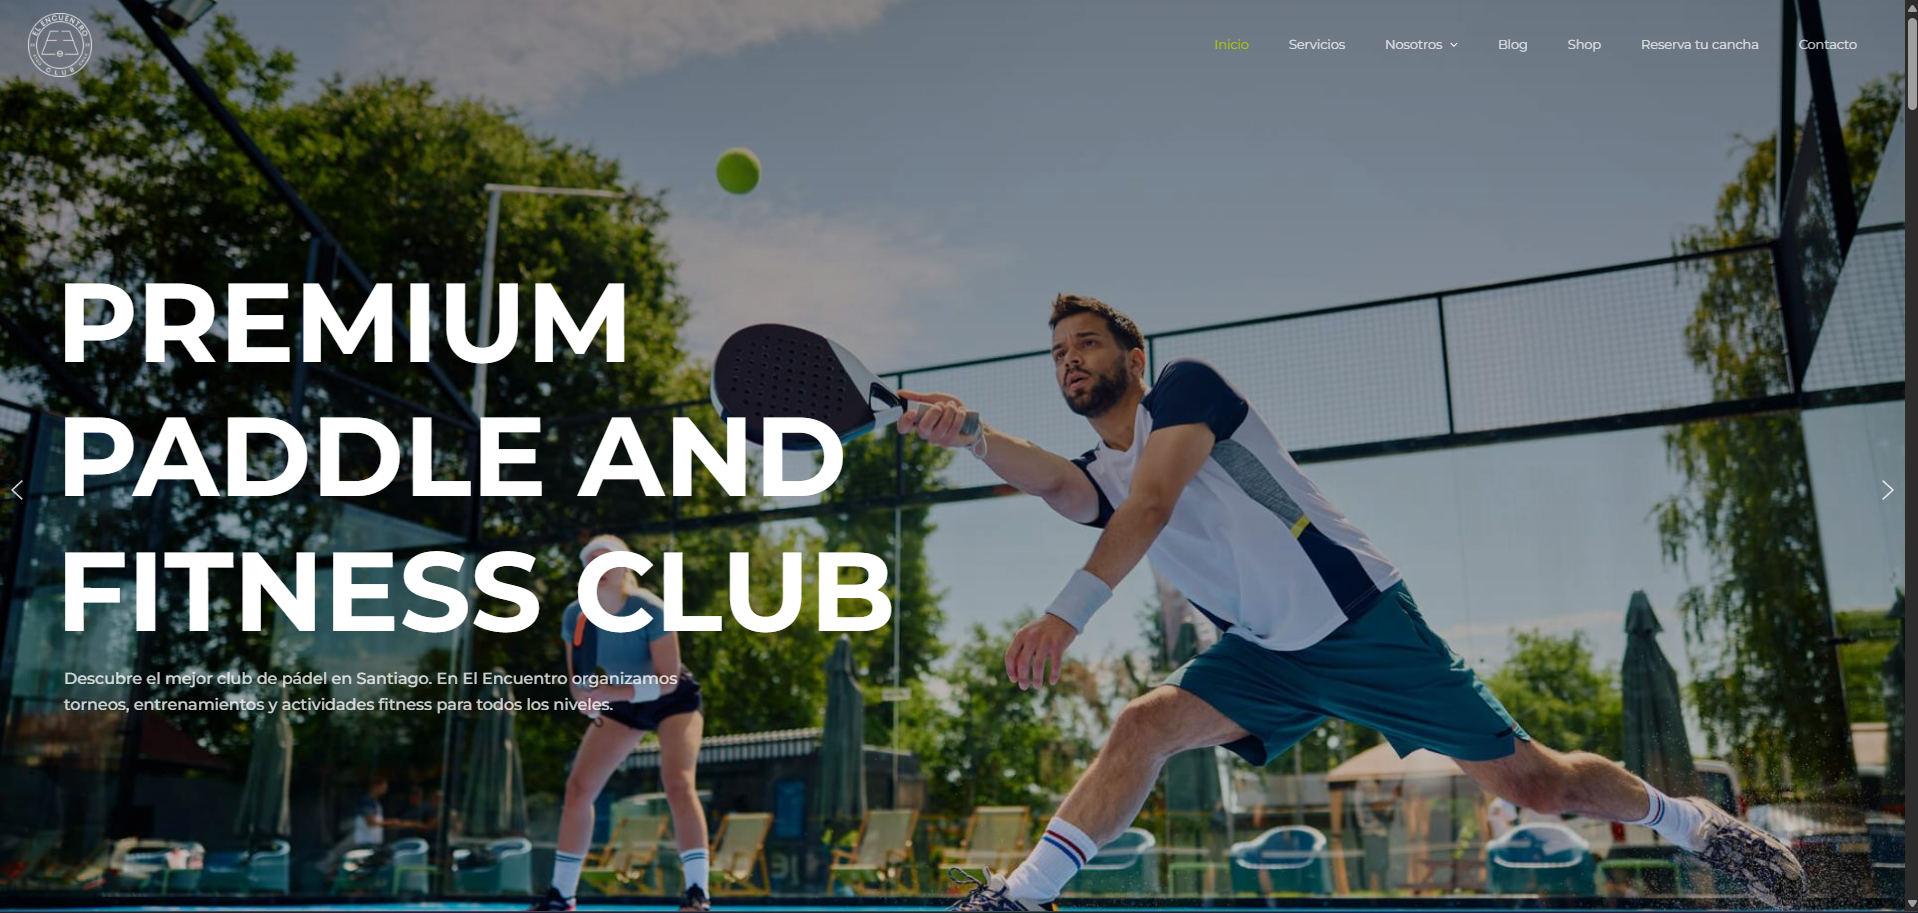 EL ENCUENTRO
CLUB
Inicio
Servicios
Nosotros
Blog
Shop
Reserva tu cancha
Contacto
PREMIUM
PADDLE AND
FITNESS CLUB
Descubre el mejor club de pádel en Santiago. En El Encuentro organizamos
torneos, entrenamientos y actividades fitness para todos los niveles.